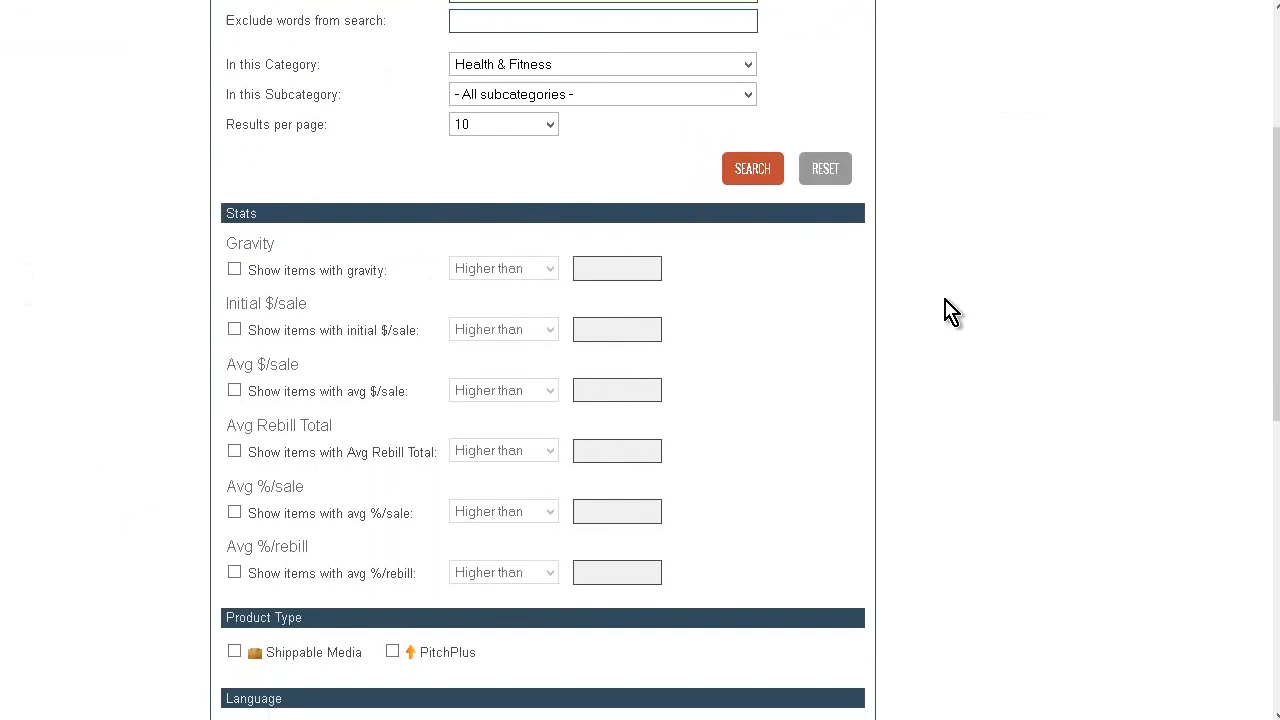 Exclude words from search:
In this Category: Health & Fitness
In this Subcategory: - All subcategories -
Results per page: 10
SEARCH RESET
Stats
Gravity
Show items with gravity: Higher than
Initial $/sale
Show items with initial $/sale: Higher than
Avg $/sale
Show items with avg $/sale: Higher than
Avg Rebill Total
Show items with Avg Rebill Total: Higher than
Avg %/sale
Show items with avg %/sale: Higher than
Avg %/rebill
Show items with avg %/rebill: Higher than
Product Type
Shippable Media PitchPlus
Language